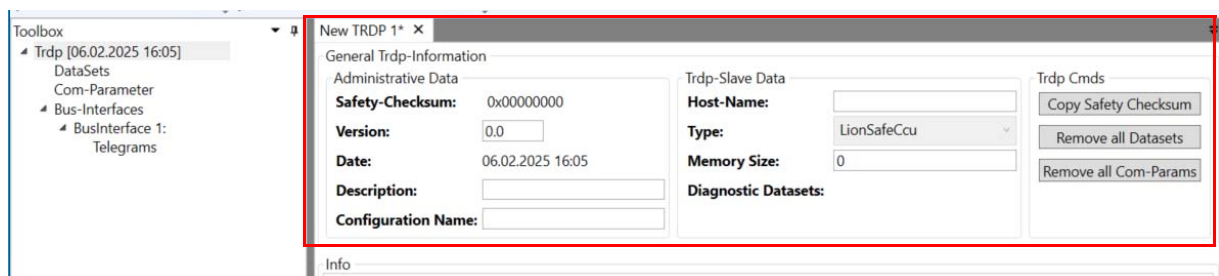 Toolbox
Trdp [06.02.2025 16:05]
DataSets
Com-Parameter
Bus-Interfaces
BusInterface 1:
Telegrams
New TRDP 1*
General Trdp-Information
Administrative Data
Safety-Checksum: 0x00000000
Version: 0.0
Date: 06.02.2025 16:05
Description:
Configuration Name:
Trdp-Slave Data
Host-Name:
Type: LionSafeCcu
Memory Size: 0
Diagnostic Datasets:
Trdp Cmds
Copy Safety Checksum
Remove all Datasets
Remove all Com-Params
Info